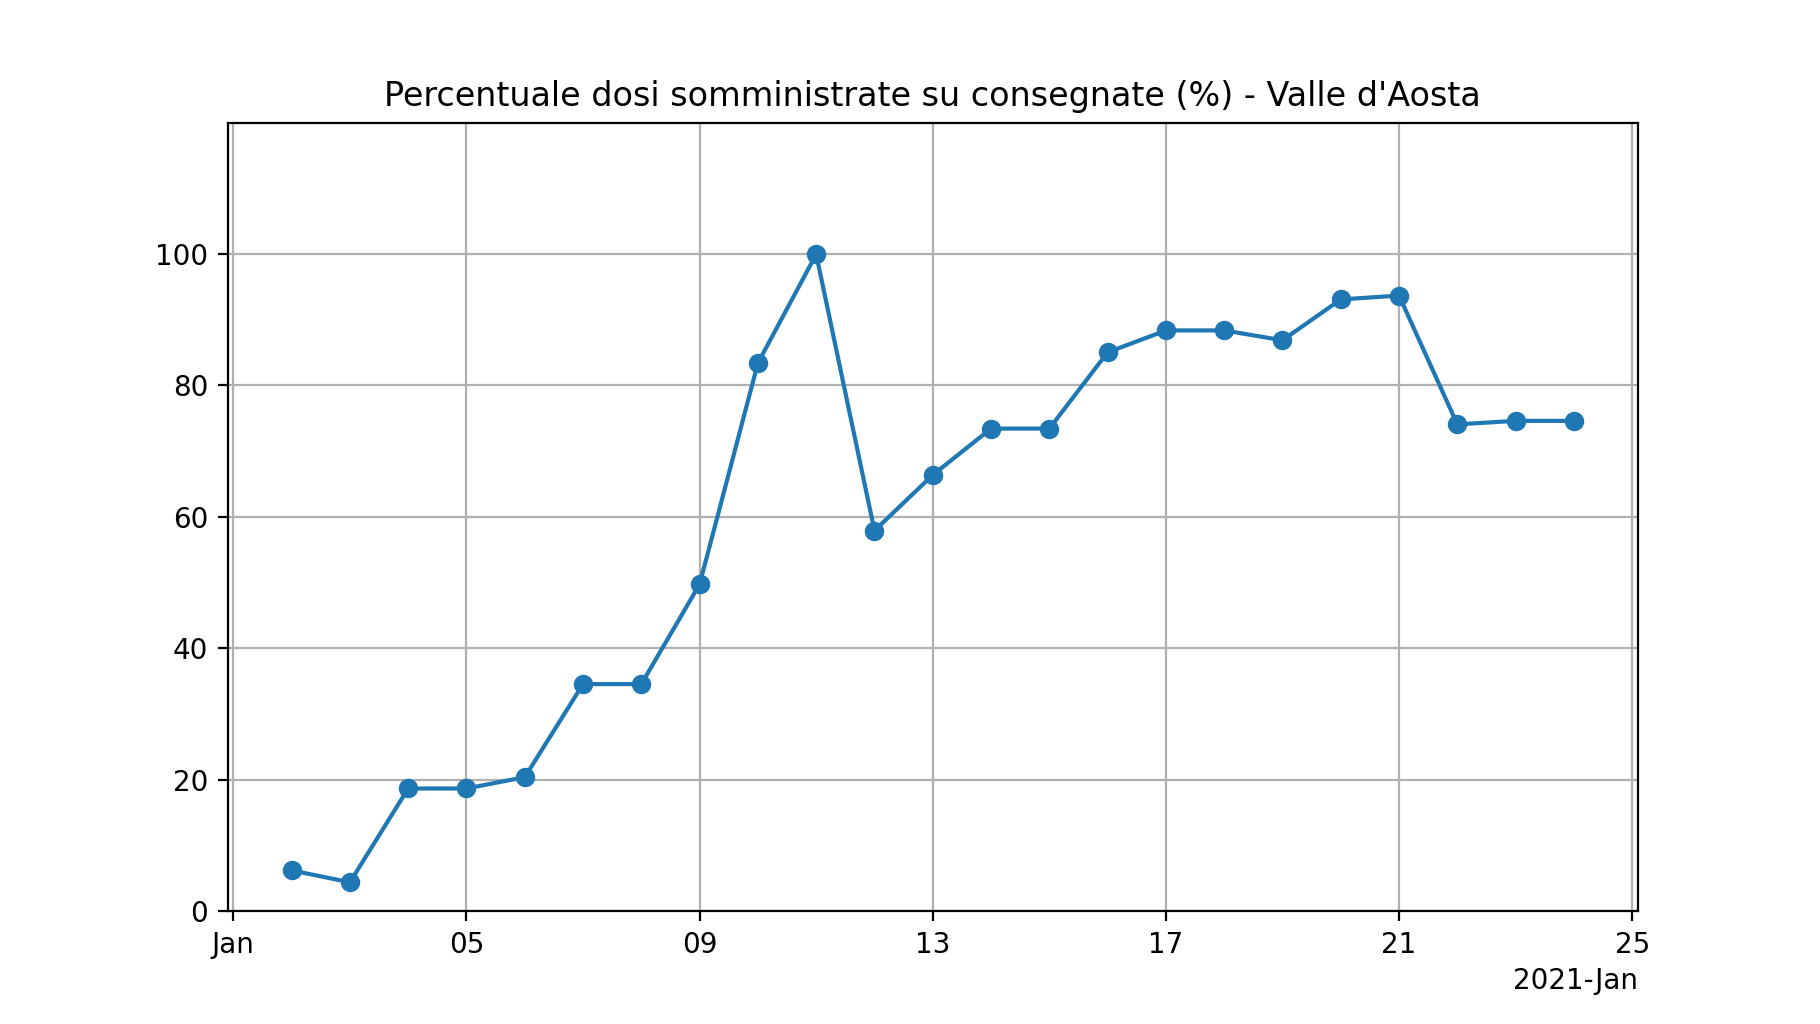 Percentuale dosi somministrate su consegnate (%) - Valle d'Aosta
100
80
60
40
20
0
Jan 05 09 13 17 21 25
2021-Jan